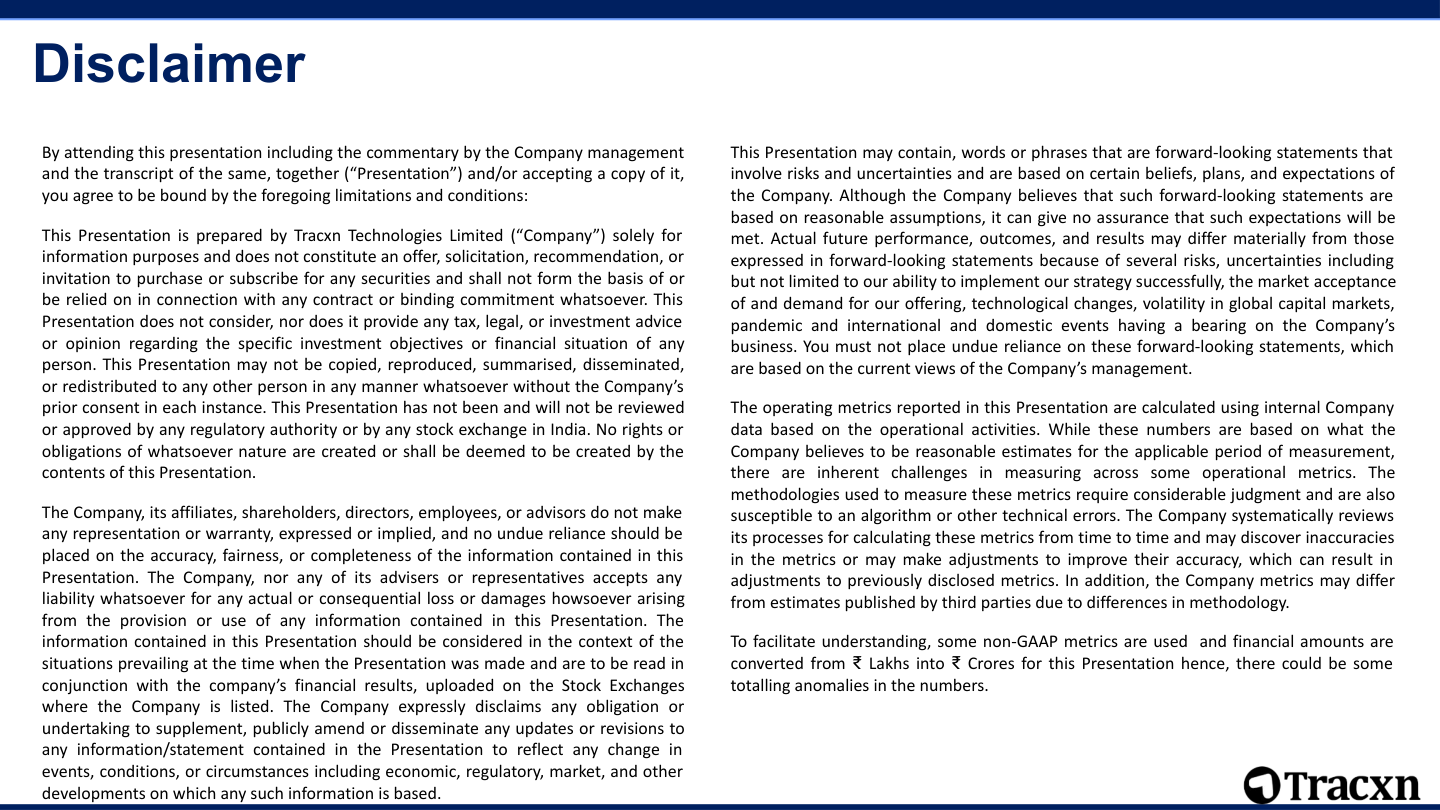 Disclaimer
By attending this presentation including the commentary by the Company management
and the transcript of the same, together (“Presentation”) and/or accepting a copy of it,
you agree to be bound by the foregoing limitations and conditions:
This Presentation is prepared by Tracxn Technologies Limited (“Company”) solely for
information purposes and does not constitute an offer, solicitation, recommendation, or
invitation to purchase or subscribe for any securities and shall not form the basis of or
be relied on in connection with any contract or binding commitment whatsoever. This
Presentation does not consider, nor does it provide any tax, legal, or investment advice
or opinion regarding the specific investment objectives or financial situation of any
person. This Presentation may not be copied, reproduced, summarised, disseminated,
or redistributed to any other person in any manner whatsoever without the Company’s
prior consent in each instance. This Presentation has not been and will not be reviewed
or approved by any regulatory authority or by any stock exchange in India. No rights or
obligations of whatsoever nature are created or shall be deemed to be created by the
contents of this Presentation.
The Company, its affiliates, shareholders, directors, employees, or advisors do not make
any representation or warranty, expressed or implied, and no undue reliance should be
placed on the accuracy, fairness, or completeness of the information contained in this
Presentation. The Company, nor any of its advisers or representatives accepts any
liability whatsoever for any actual or consequential loss or damages howsoever arising
from the provision or use of any information contained in this Presentation. The
information contained in this Presentation should be considered in the context of the
situations prevailing at the time when the Presentation was made and are to be read in
conjunction with the company’s financial results, uploaded on the Stock Exchanges
where the Company is listed. The Company expressly disclaims any obligation or
undertaking to supplement, publicly amend or disseminate any updates or revisions to
any information/statement contained in the Presentation to reflect any change in
events, conditions, or circumstances including economic, regulatory, market, and other
developments on which any such information is based.
This Presentation may contain, words or phrases that are forward-looking statements that
involve risks and uncertainties and are based on certain beliefs, plans, and expectations of
the Company. Although the Company believes that such forward-looking statements are
based on reasonable assumptions, it can give no assurance that such expectations will be
met. Actual future performance, outcomes, and results may differ materially from those
expressed in forward-looking statements because of several risks, uncertainties including
but not limited to our ability to implement our strategy successfully, the market acceptance
of and demand for our offering, technological changes, volatility in global capital markets,
pandemic and international and domestic events having a bearing on the Company’s
business. You must not place undue reliance on these forward-looking statements, which
are based on the current views of the Company’s management.
The operating metrics reported in this Presentation are calculated using internal Company
data based on the operational activities. While these numbers are based on what the
Company believes to be reasonable estimates for the applicable period of measurement,
there are inherent challenges in measuring across some operational metrics. The
methodologies used to measure these metrics require considerable judgment and are also
susceptible to an algorithm or other technical errors. The Company systematically reviews
its processes for calculating these metrics from time to time and may discover inaccuracies
in the metrics or may make adjustments to improve their accuracy, which can result in
adjustments to previously disclosed metrics. In addition, the Company metrics may differ
from estimates published by third parties due to differences in methodology.
To facilitate understanding, some non-GAAP metrics are used and financial amounts are
converted from ₹ Lakhs into ₹ Crores for this Presentation hence, there could be some
totalling anomalies in the numbers.
Tracxn